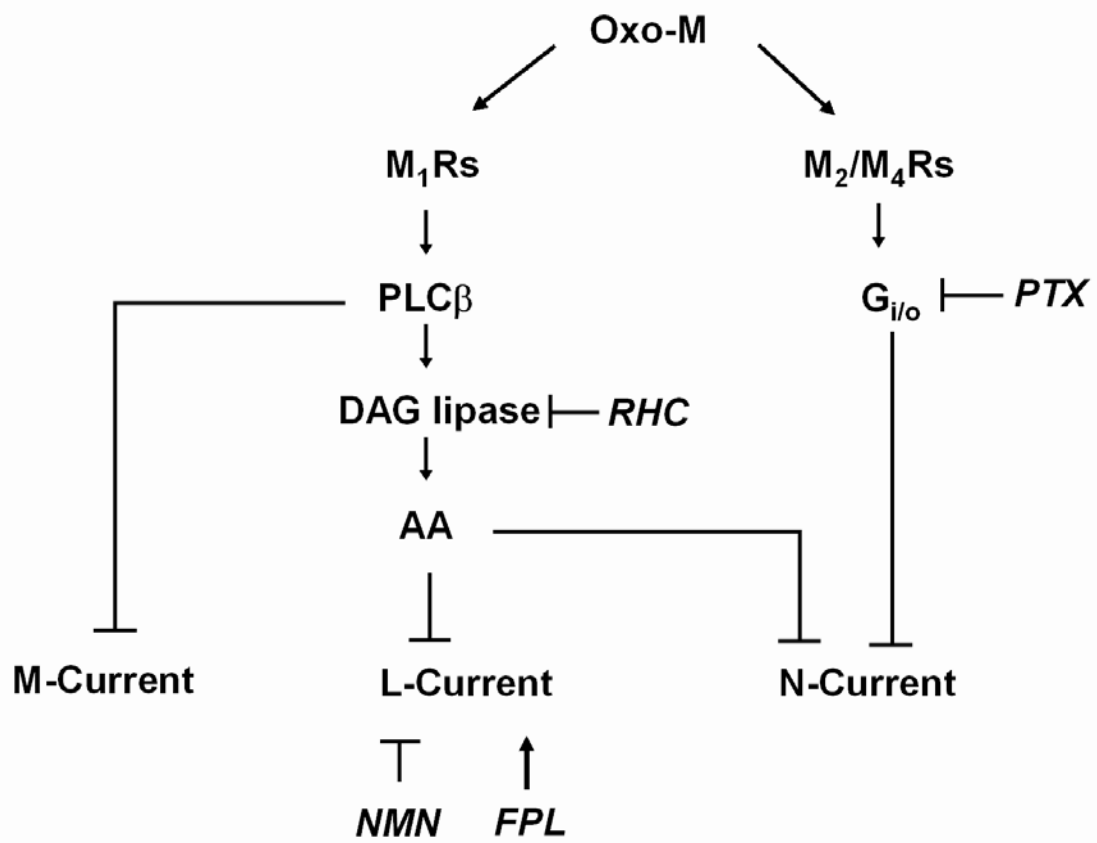 Oxo-M
M₁Rs M₂/M₄Rs
PLCβ Gi/o PTX
DAG lipase RHC
AA
M-Current L-Current N-Current
NMN FPL